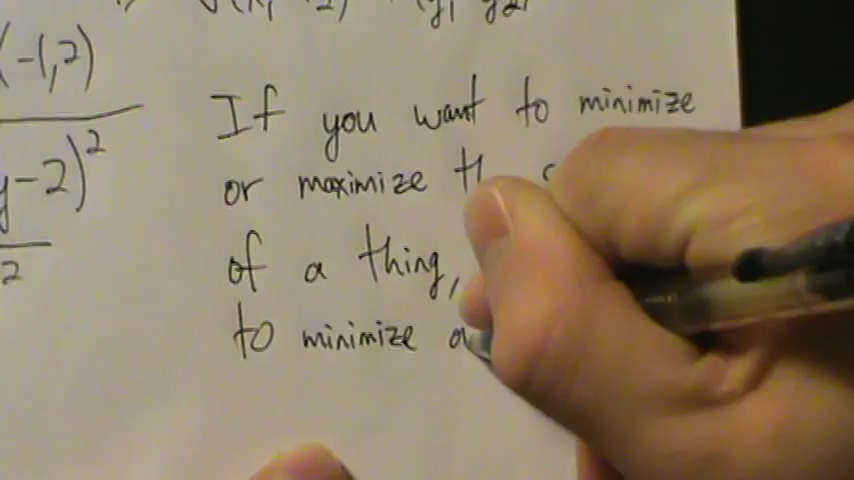 (-1,2)
y-2)²
2
If you want to minimize
or maximize
of a thing,
to minimize